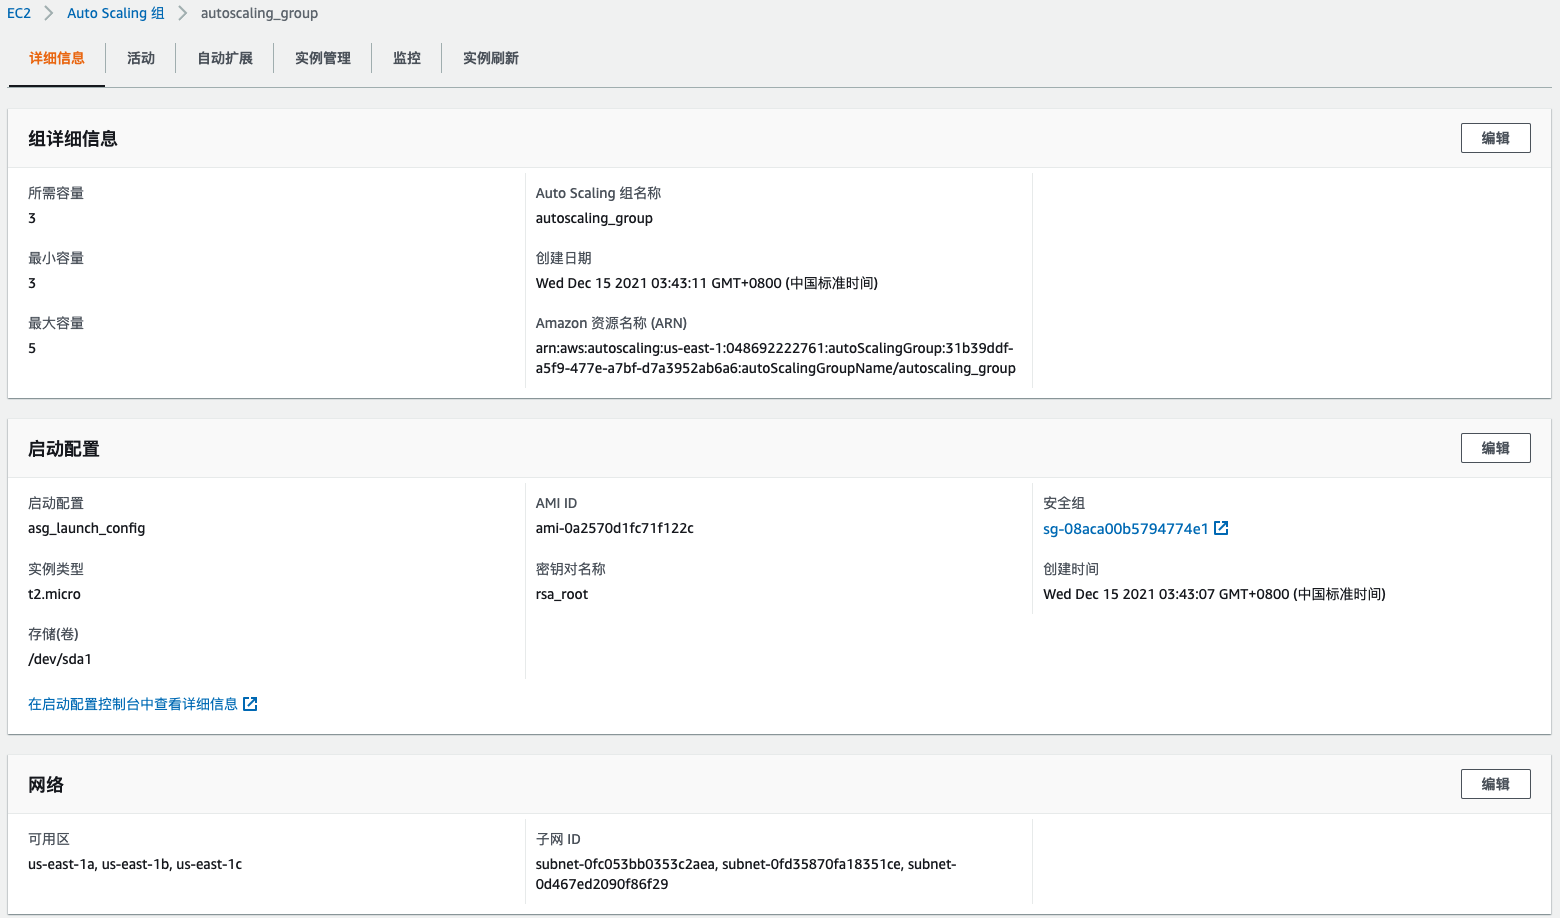 EC2 > Auto Scaling 组 > autoscaling_group
详细信息 活动 自动扩展 实例管理 监控 实例刷新
组详细信息
编辑
所需容量
3
最小容量
3
最大容量
5
Auto Scaling 组名称
autoscaling_group
创建日期
Wed Dec 15 2021 03:43:11 GMT+0800 (中国标准时间)
Amazon 资源名称 (ARN)
arn:aws:autoscaling:us-east-1:048692222761:autoScalingGroup:31b39ddf-
a5f9-477e-a7bf-d7a3952ab6a6:autoScalingGroupName/autoscaling_group
启动配置
编辑
启动配置
asg_launch_config
实例类型
t2.micro
存储(卷)
/dev/sda1
在启动配置控制台中查看详细信息
AMI ID
ami-0a2570d1fc71f122c
密钥对名称
rsa_root
安全组
sg-08aca00b5794774e1
创建时间
Wed Dec 15 2021 03:43:07 GMT+0800 (中国标准时间)
网络
编辑
可用区
us-east-1a, us-east-1b, us-east-1c
子网 ID
subnet-0fc053bb0353c2aea, subnet-0fd35870fa18351ce, subnet-
0d467ed2090f86f29